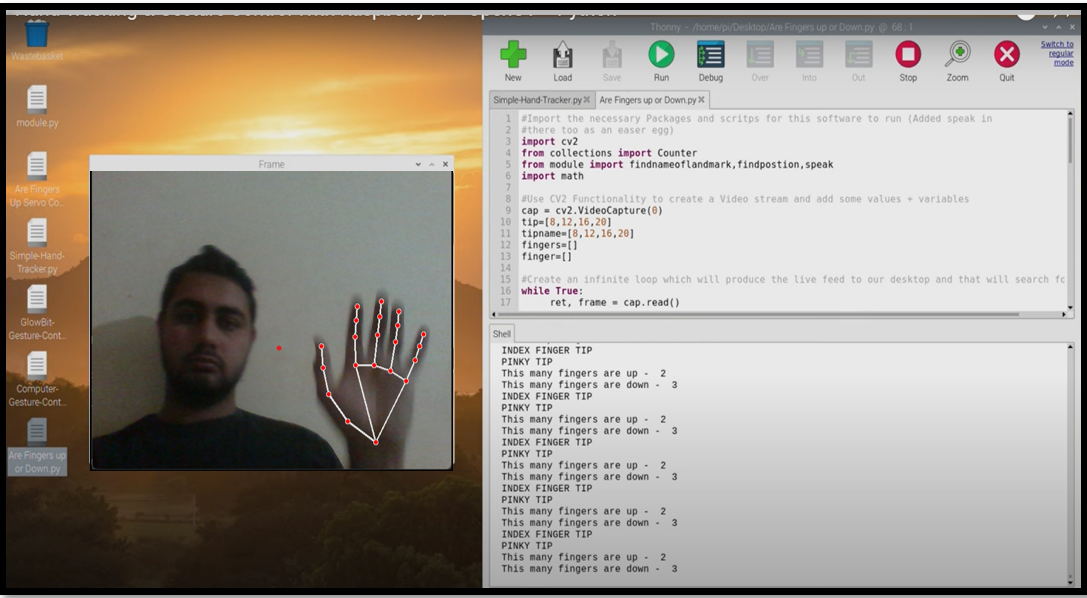 Wastebasket
module.py
Are Fingers
Up Servo Co...
Simple-Hand-
Tracker.py
GlowBit-
Gesture-Cont...
Computer-
Gesture-Cont...
Are Fingers up
or Down.py
Frame
Thonny - /home/pi/Desktop/Are Fingers up or Down.py @ 68 : 1
New Load Save Run Debug Over Into Out Stop Zoom Quit
Switch to
regular
mode
Simple-Hand-Tracker.py Are Fingers up or Down.py
1 #Import the necessary Packages and scritps for this software to run (Added speak in
2 #there too as an easer egg)
3 import cv2
4 from collections import Counter
5 from module import findnameoflandmark,findpostion,speak
6 import math
7
8 #Use CV2 Functionality to create a Video stream and add some values + variables
9 cap = cv2.VideoCapture(0)
10 tip=[8,12,16,20]
11 tipname=[8,12,16,20]
12 fingers=[]
13 finger=[]
14
15 #Create an infinite loop which will produce the live feed to our desktop and that will search fo
16 while True:
17 ret, frame = cap.read()
Shell
INDEX FINGER TIP
PINKY TIP
This many fingers are up - 2
This many fingers are down - 3
INDEX FINGER TIP
PINKY TIP
This many fingers are up - 2
This many fingers are down - 3
INDEX FINGER TIP
PINKY TIP
This many fingers are up - 2
This many fingers are down - 3
INDEX FINGER TIP
PINKY TIP
This many fingers are up - 2
This many fingers are down - 3
INDEX FINGER TIP
PINKY TIP
This many fingers are up - 2
This many fingers are down - 3